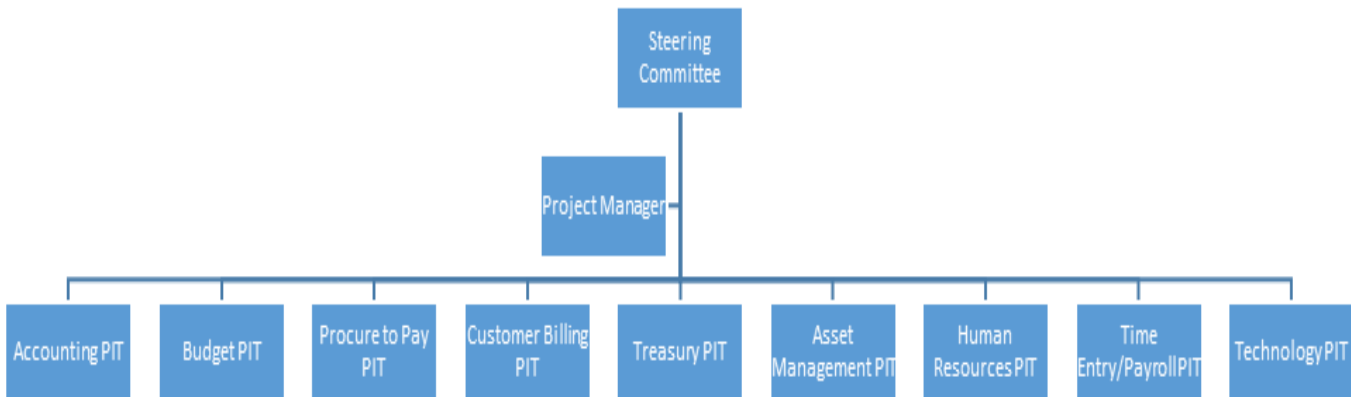 Steering
Committee
Project Manager
Accounting PIT
Budget PIT
Procure to Pay
PIT
Customer Billing
PIT
Treasury PIT
Asset
Management PIT
Human
Resources PIT
Time
Entry/Payroll PIT
Technology PIT